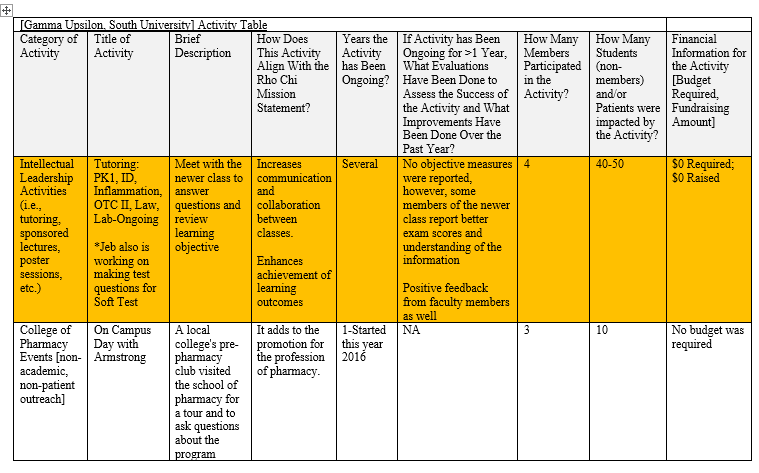 [Gamma Upsilon, South University] Activity Table
Category of
Activity
Title of
Activity
Brief
Description
How Does
This Activity
Align With the
Rho Chi
Mission
Statement?
Years the
Activity
has Been
Ongoing?
If Activity has Been
Ongoing for >1 Year,
What Evaluations
Have Been Done to
Assess the Success of
the Activity and What
Improvements Have
Been Done Over the
Past Year?
How Many
Members
Participated
in the
Activity?
How Many
Students
(non-
members)
and/or
Patients were
impacted by
the Activity?
Financial
Information for
the Activity
[Budget
Required,
Fundraising
Amount]
Intellectual
Leadership
Activities
(i.e.,
tutoring,
sponsored
lectures,
poster
sessions,
etc.)
Tutoring:
PK1, ID,
Inflammation,
OTC II, Law,
Lab-Ongoing
*Jeb also is
working on
making test
questions for
Soft Test
Meet with the
newer class to
answer
questions and
review
learning
objective
Increases
communication
and
collaboration
between
classes.
Enhances
achievement of
learning
outcomes
Several
No objective measures
were reported,
however, some
members of the newer
class report better
exam scores and
understanding of the
information
Positive feedback
from faculty members
as well
4
40-50
$0 Required;
$0 Raised
College of
Pharmacy
Events [non-
academic,
non-patient
outreach]
On Campus
Day with
Armstrong
A local
college's pre-
pharmacy
club visited
the school of
pharmacy for
a tour and to
ask questions
about the
program
It adds to the
promotion for
the profession
of pharmacy.
1-Started
this year
2016
NA
3
10
No budget was
required